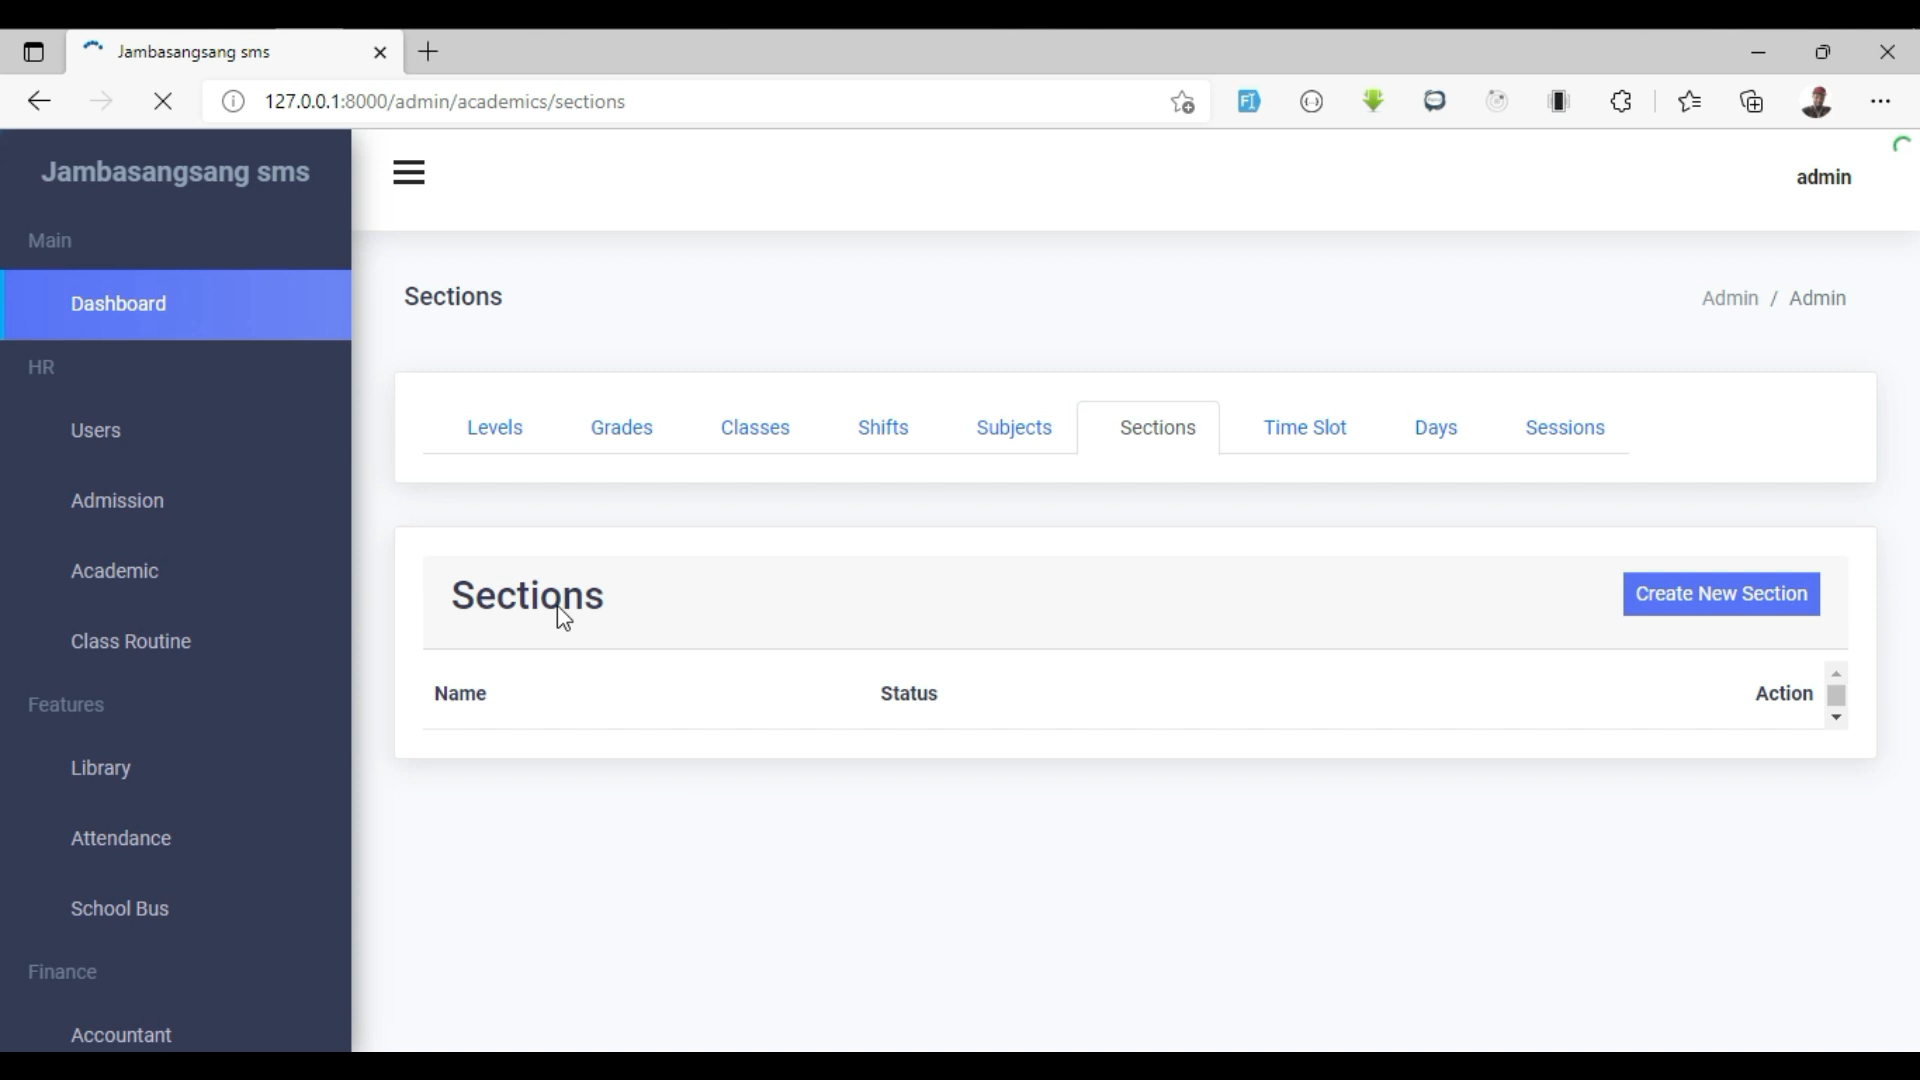 Jambasangsang sms
127.0.0.1:8000/admin/academics/sections
Jambasangsang sms
admin
Main
Dashboard
HR
Users
Admission
Academic
Class Routine
Features
Library
Attendance
School Bus
Finance
Accountant
Sections
Admin / Admin
Levels
Grades
Classes
Shifts
Subjects
Sections
Time Slot
Days
Sessions
Sections
Create New Section
Name
Status
Action